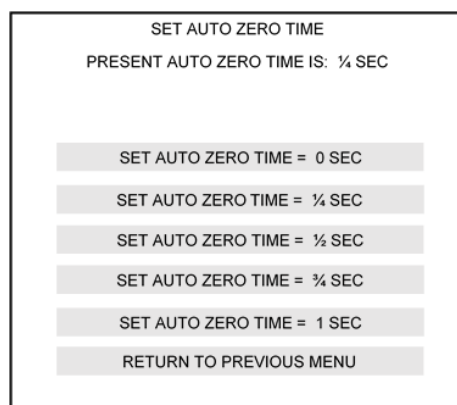 SET AUTO ZERO TIME
PRESENT AUTO ZERO TIME IS: ¼ SEC
SET AUTO ZERO TIME = 0 SEC
SET AUTO ZERO TIME = ¼ SEC
SET AUTO ZERO TIME = ½ SEC
SET AUTO ZERO TIME = ¾ SEC
SET AUTO ZERO TIME = 1 SEC
RETURN TO PREVIOUS MENU